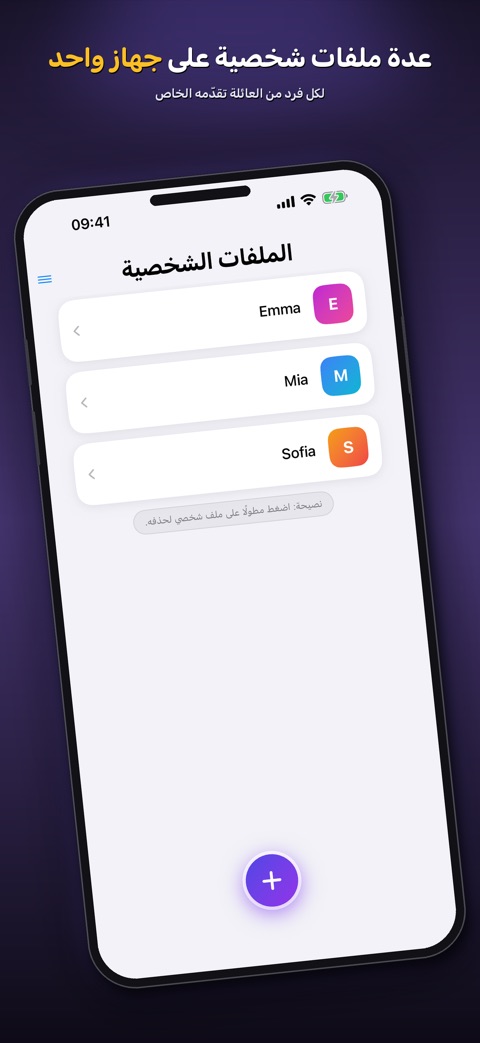 عدة ملفات شخصية على جهاز واحد
لكل فرد من العائلة تقدّمه الخاص
09:41
الملفات الشخصية
E Emma
M Mia
S Sofia
نصيحة: اضغط مطولًا على ملف شخصي لحذفه.